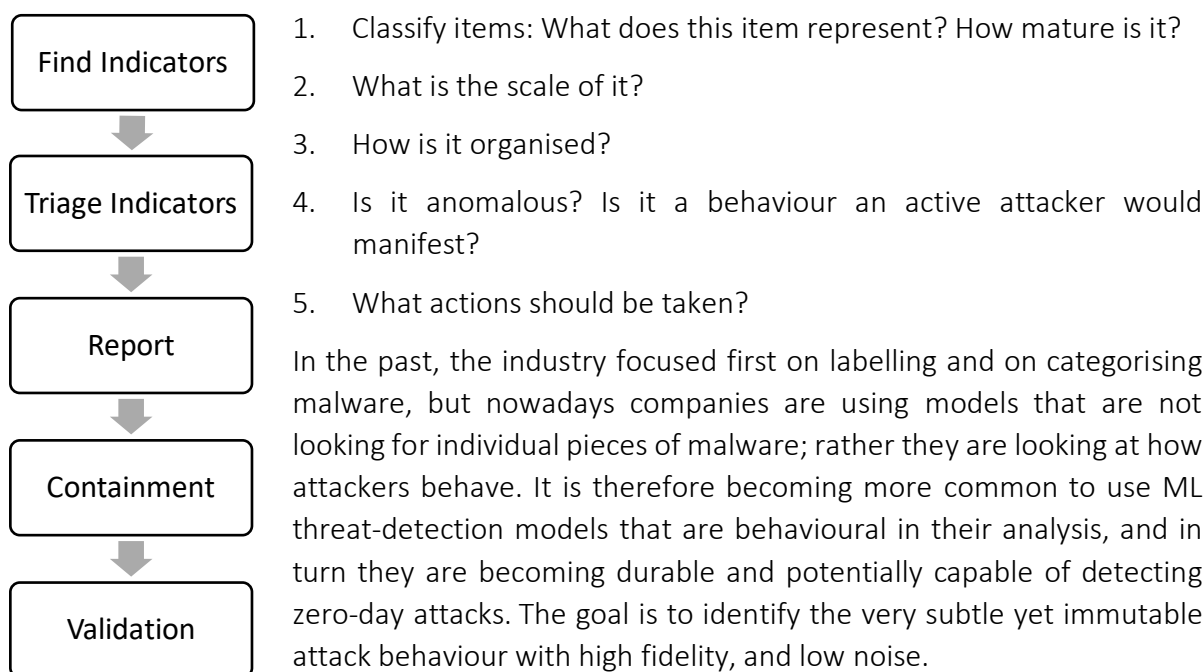 Find Indicators
Triage Indicators
Report
Containment
Validation
1. Classify items: What does this item represent? How mature is it?
2. What is the scale of it?
3. How is it organised?
4. Is it anomalous? Is it a behaviour an active attacker would
manifest?
5. What actions should be taken?
In the past, the industry focused first on labelling and on categorising
malware, but nowadays companies are using models that are not
looking for individual pieces of malware; rather they are looking at how
attackers behave. It is therefore becoming more common to use ML
threat-detection models that are behavioural in their analysis, and in
turn they are becoming durable and potentially capable of detecting
zero-day attacks. The goal is to identify the very subtle yet immutable
attack behaviour with high fidelity, and low noise.